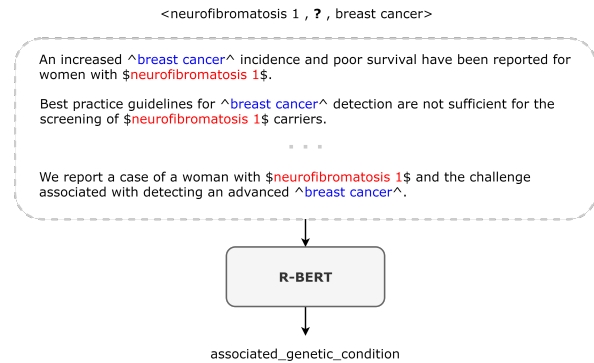 <neurofibromatosis 1 , ? , breast cancer>
An increased ^breast cancer^ incidence and poor survival have been reported for
women with $neurofibromatosis 1$.
Best practice guidelines for ^breast cancer^ detection are not sufficient for the
screening of $neurofibromatosis 1$ carriers.
. . .
We report a case of a woman with $neurofibromatosis 1$ and the challenge
associated with detecting an advanced ^breast cancer^.
R-BERT
associated_genetic_condition